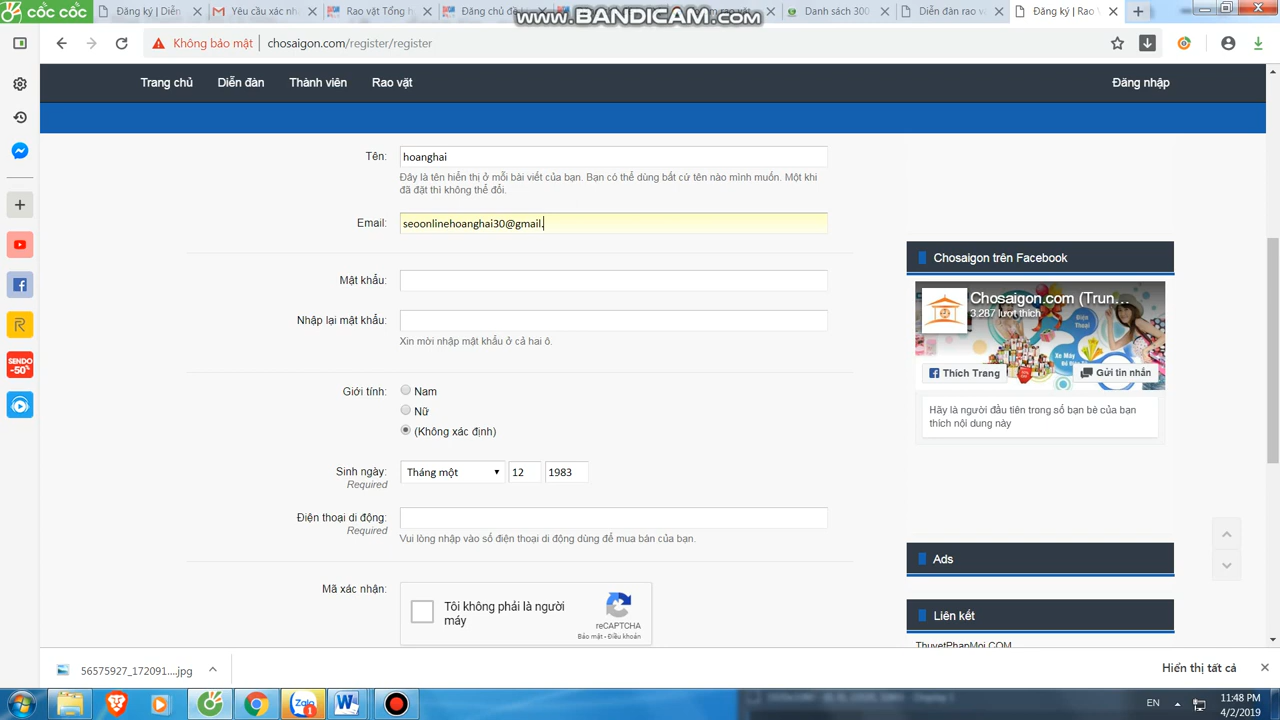 www.BANDICAM.com
cốc cốc
Đăng ký | Diễn
Yêu cầu xác nh
Rao vặt Tổng h
Đăng chủ đề
Danh sách 300
Diễn đàn rao v
Đăng ký | Rao V
Không bảo mật
chosaigon.com/register/register
Trang chủ
Diễn đàn
Thành viên
Rao vặt
Đăng nhập
Tên:
hoanghai
Đây là tên hiển thị ở mỗi bài viết của bạn. Bạn có thể dùng bất cứ tên nào mình muốn. Một khi
đã đặt thì không thể đổi.
Email:
seoonlinehoanghai30@gmail.
Mật khẩu:
Nhập lại mật khẩu:
Xin mời nhập mật khẩu ở cả hai ô.
Giới tính:
Nam
Nữ
(Không xác định)
Sinh ngày:
Required
Tháng một
12
1983
Điện thoại di động:
Required
Vui lòng nhập vào số điện thoại di động dùng để mua bán của bạn.
Mã xác nhận:
Tôi không phải là người
máy
reCAPTCHA
Bảo mật - Điều khoản
Chosaigon trên Facebook
Chosaigon.com (Trun...
3.287 lượt thích
Điện
Thoại
Xe Máy
Thích Trang
Gửi tin nhắn
Hãy là người đầu tiên trong số bạn bè của bạn
thích nội dung này
Ads
Liên kết
ThuyetPhapMoi.COM
SENDO
-50%
56575927_172091....jpg
Hiển thị tất cả
Zalo
1
EN
11:48 PM
4/2/2019